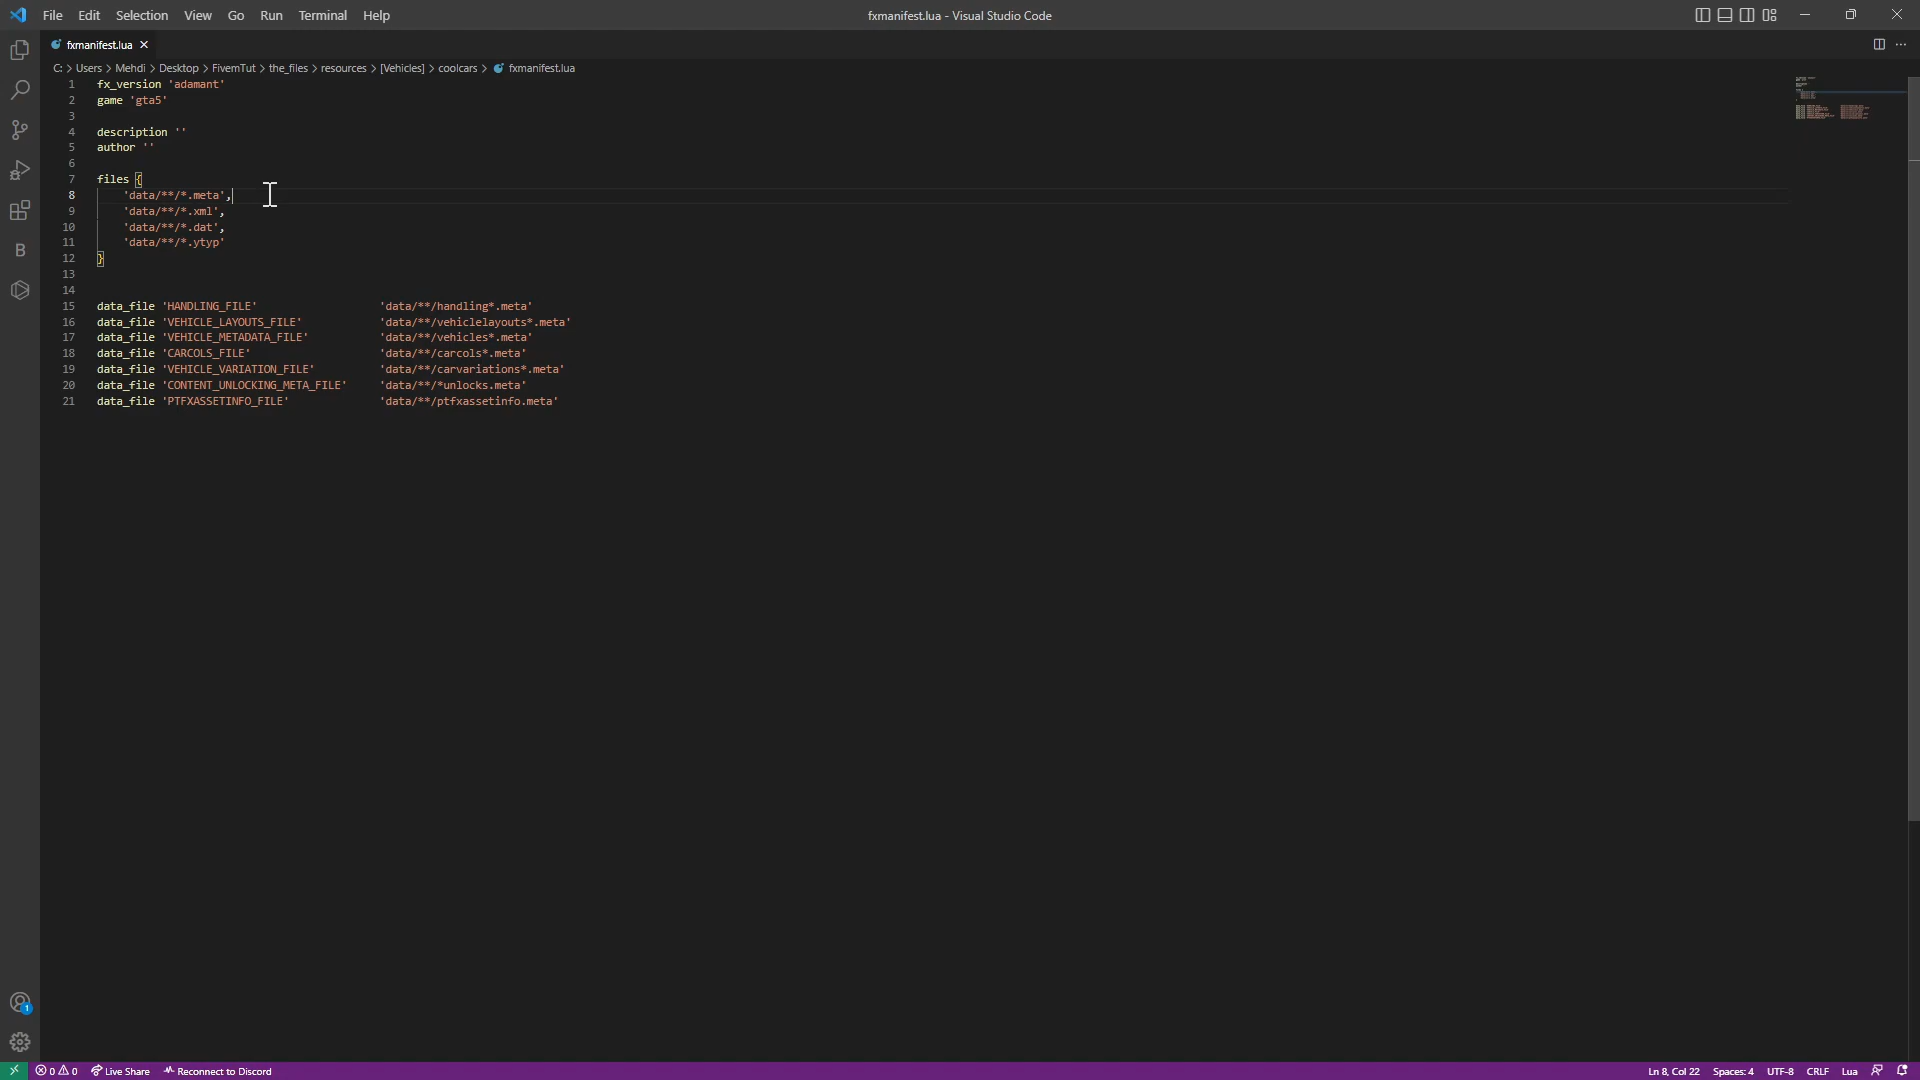 File Edit Selection View Go Run Terminal Help
fxmanifest.lua - Visual Studio Code
fxmanifest.lua
C: > Users > Mehdi > Desktop > FivemTut > the_files > resources > [Vehicles] > coolcars > fxmanifest.lua
1 fx_version 'adamant'
2 game 'gta5'
3
4 description ''
5 author ''
6
7 files {
8 'data/**/*.meta',
9 'data/**/*.xml',
10 'data/**/*.dat',
11 'data/**/*.ytyp'
12 }
13
14
15 data_file 'HANDLING_FILE' 'data/**/handling*.meta'
16 data_file 'VEHICLE_LAYOUTS_FILE' 'data/**/vehiclelayouts*.meta'
17 data_file 'VEHICLE_METADATA_FILE' 'data/**/vehicles*.meta'
18 data_file 'CARCOLS_FILE' 'data/**/carcols*.meta'
19 data_file 'VEHICLE_VARIATION_FILE' 'data/**/carvariations*.meta'
20 data_file 'CONTENT_UNLOCKING_META_FILE' 'data/**/*unlocks.meta'
21 data_file 'PTFXASSETINFO_FILE' 'data/**/ptfxassetinfo.meta'
B
1
0 0 Live Share Reconnect to Discord
Ln 8, Col 22 Spaces: 4 UTF-8 CRLF Lua